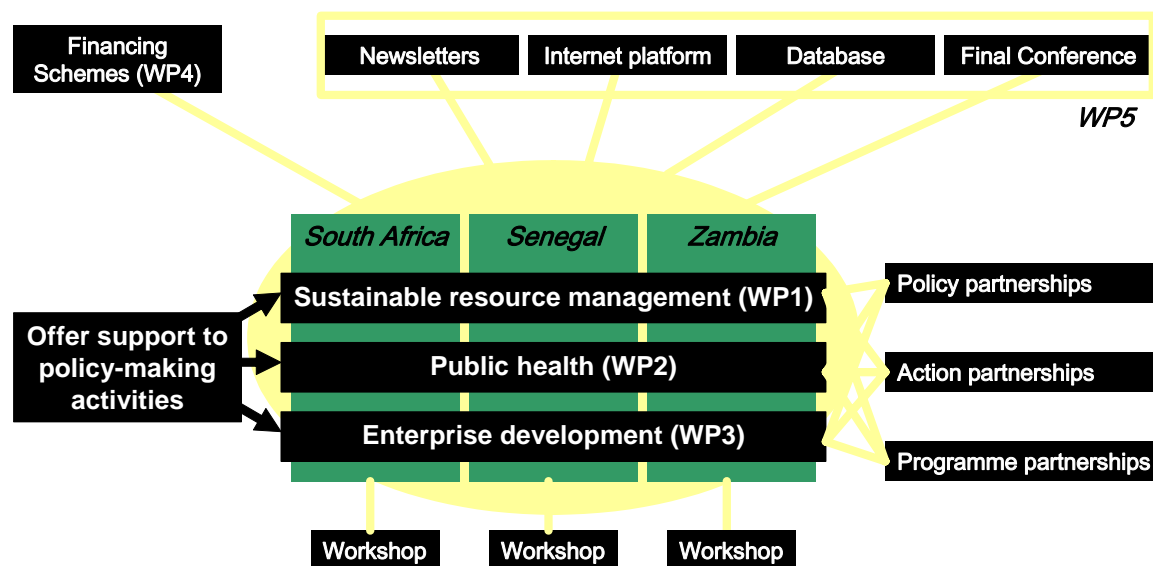 Financing
Schemes (WP4)
Newsletters
Internet platform
Database
Final Conference
WP5
South Africa
Senegal
Zambia
Sustainable resource management (WP1)
Public health (WP2)
Enterprise development (WP3)
Offer support to
policy-making
activities
Policy partnerships
Action partnerships
Programme partnerships
Workshop
Workshop
Workshop